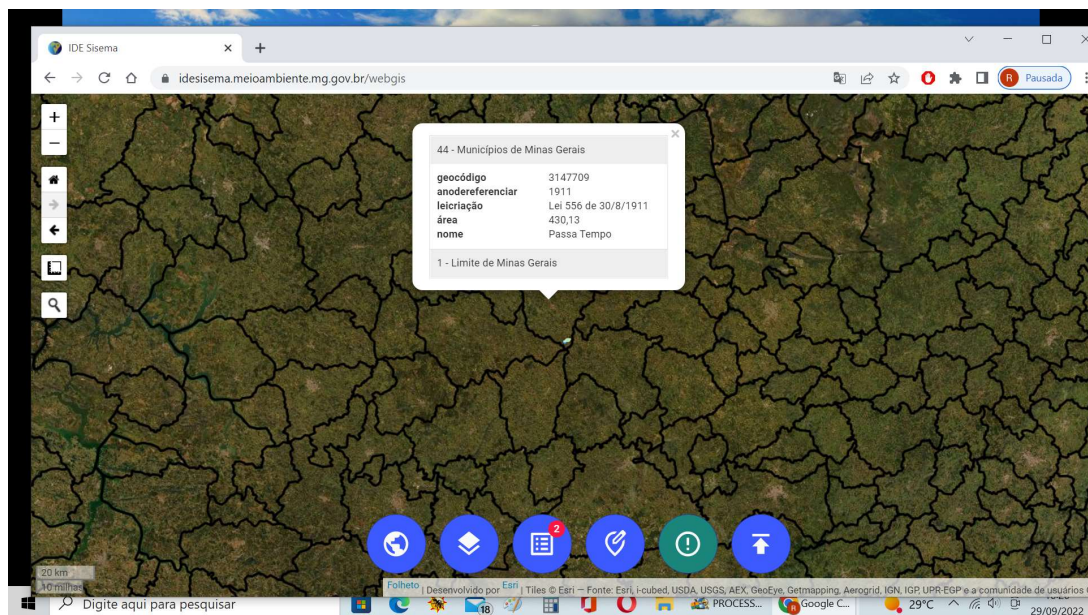 IDE Sisema
idesisema.meioambiente.mg.gov.br/webgis
R Pausada
+
−
44 - Municípios de Minas Gerais
geocódigo 3147709
anodereferenciar 1911
leicriação Lei 556 de 30/8/1911
área 430,13
nome Passa Tempo
1 - Limite de Minas Gerais
2
20 km
10 milhas
Folheto | Desenvolvido por Esri | Tiles © Esri — Fonte: Esri, i-cubed, USDA, USGS, AEX, GeoEye, Getmapping, Aerogrid, IGN, IGP, UPR-EGP e a comunidade de usuários
Digite aqui para pesquisar
18
PROCESS...
Google C...
29°C
29/09/20